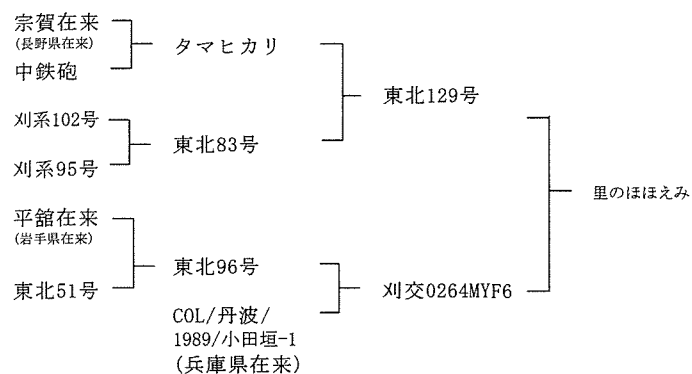 宗賀在来
(長野県在来)
中鉄砲
タマヒカリ
刈系102号
刈系95号
東北83号
東北129号
平舘在来
(岩手県在来)
東北51号
東北96号
COL/丹波/
1989/小田垣-1
(兵庫県在来)
刈交0264MYF6
里のほほえみ